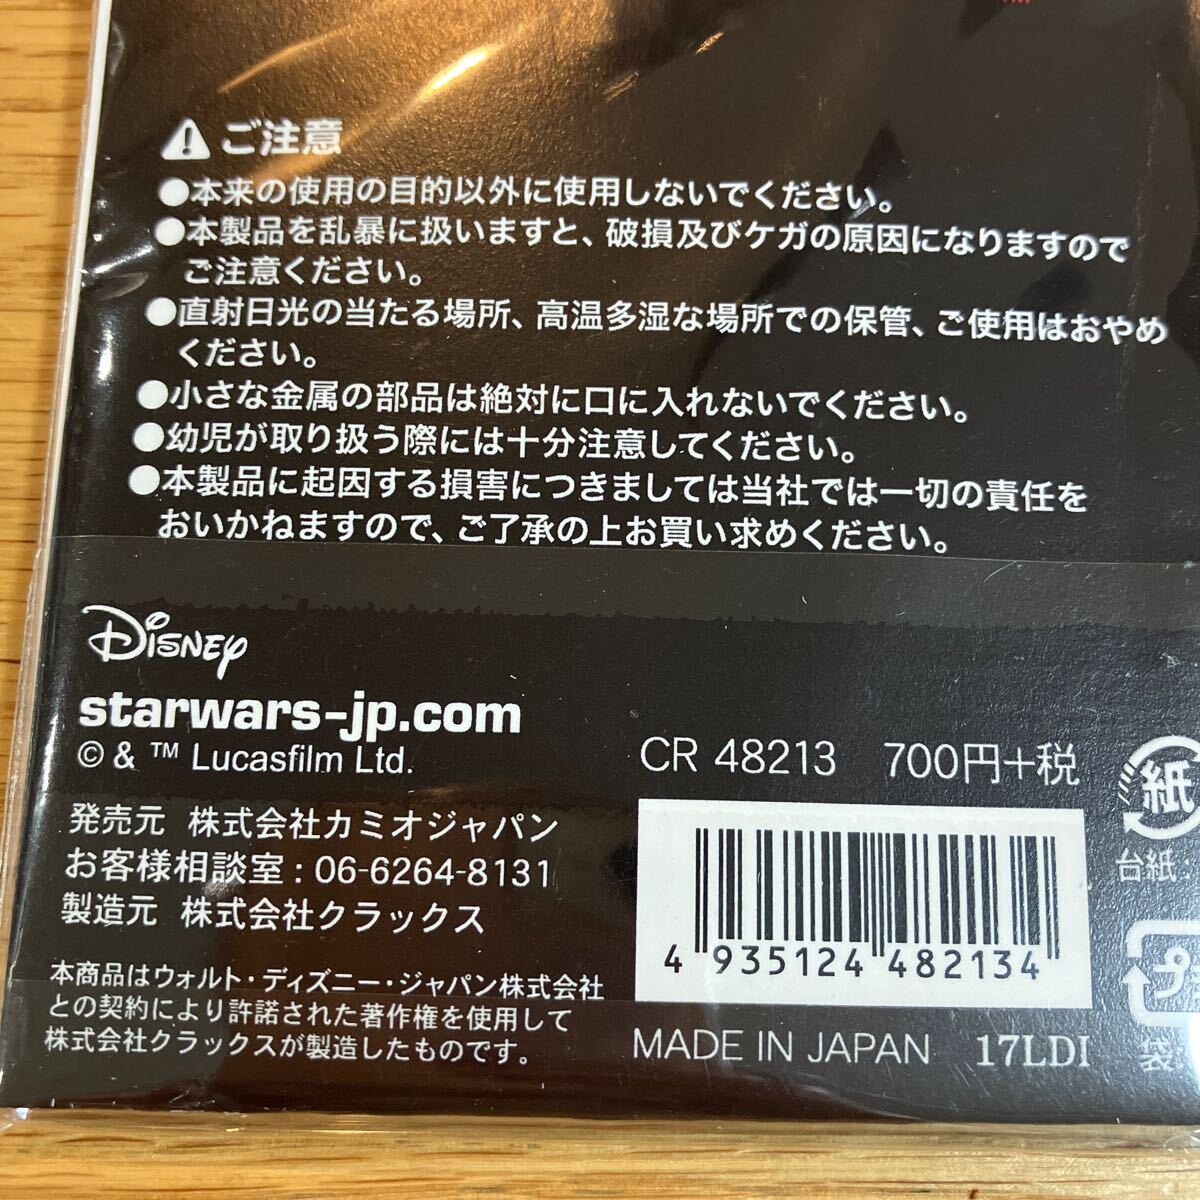 ご注意
●本来の使用の目的以外に使用しないでください。
●本製品を乱暴に扱いますと、破損及びケガの原因になりますので
ご注意ください。
●直射日光の当たる場所、高温多湿な場所での保管、ご使用はおやめ
ください。
●小さな金属の部品は絶対に口に入れないでください。
●幼児が取り扱う際には十分注意してください。
●本製品に起因する損害につきましては当社では一切の責任を
おいかねますので、ご了承の上お買い求めください。
Disney
starwars-jp.com
© & ™ Lucasfilm Ltd.
発売元 株式会社カミオジャパン
お客様相談室：06-6264-8131
製造元 株式会社クラックス
本商品はウォルト・ディズニー・ジャパン株式会社
との契約により許諾された著作権を使用して
株式会社クラックスが製造したものです。
CR 48213 700円+税
4 935124 482134
MADE IN JAPAN 17LDI
紙
台紙：
袋